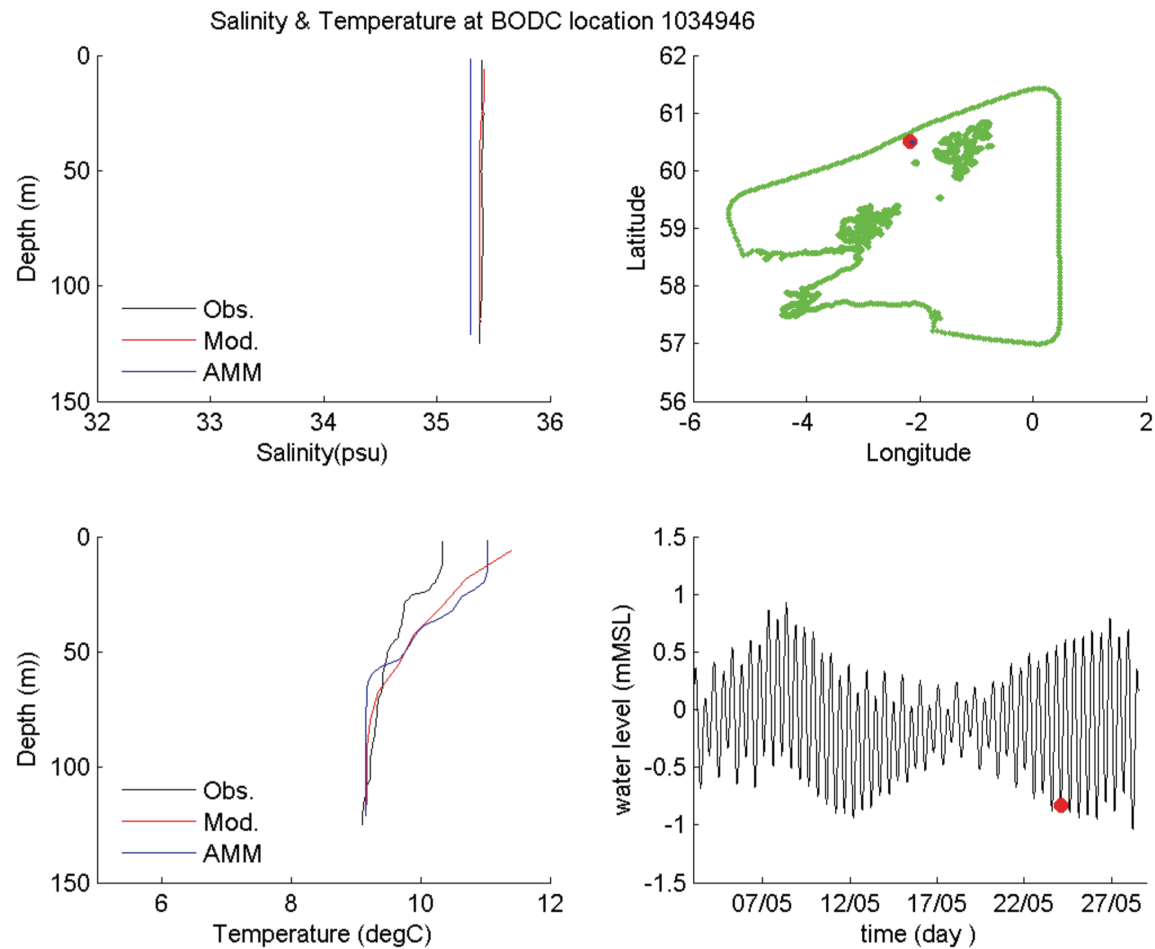 Salinity & Temperature at BODC location 1034946
0
50
100
150
Depth (m)
Obs.
Mod.
AMM
32 33 34 35 36
Salinity(psu)
62
61
60
59
58
57
56
Latitude
-6 -4 -2 0 2
Longitude
0
50
100
150
Depth (m))
Obs.
Mod.
AMM
6 8 10 12
Temperature (degC)
1.5
1
0.5
0
-0.5
-1
-1.5
water level (mMSL)
07/05 12/05 17/05 22/05 27/05
time (day )